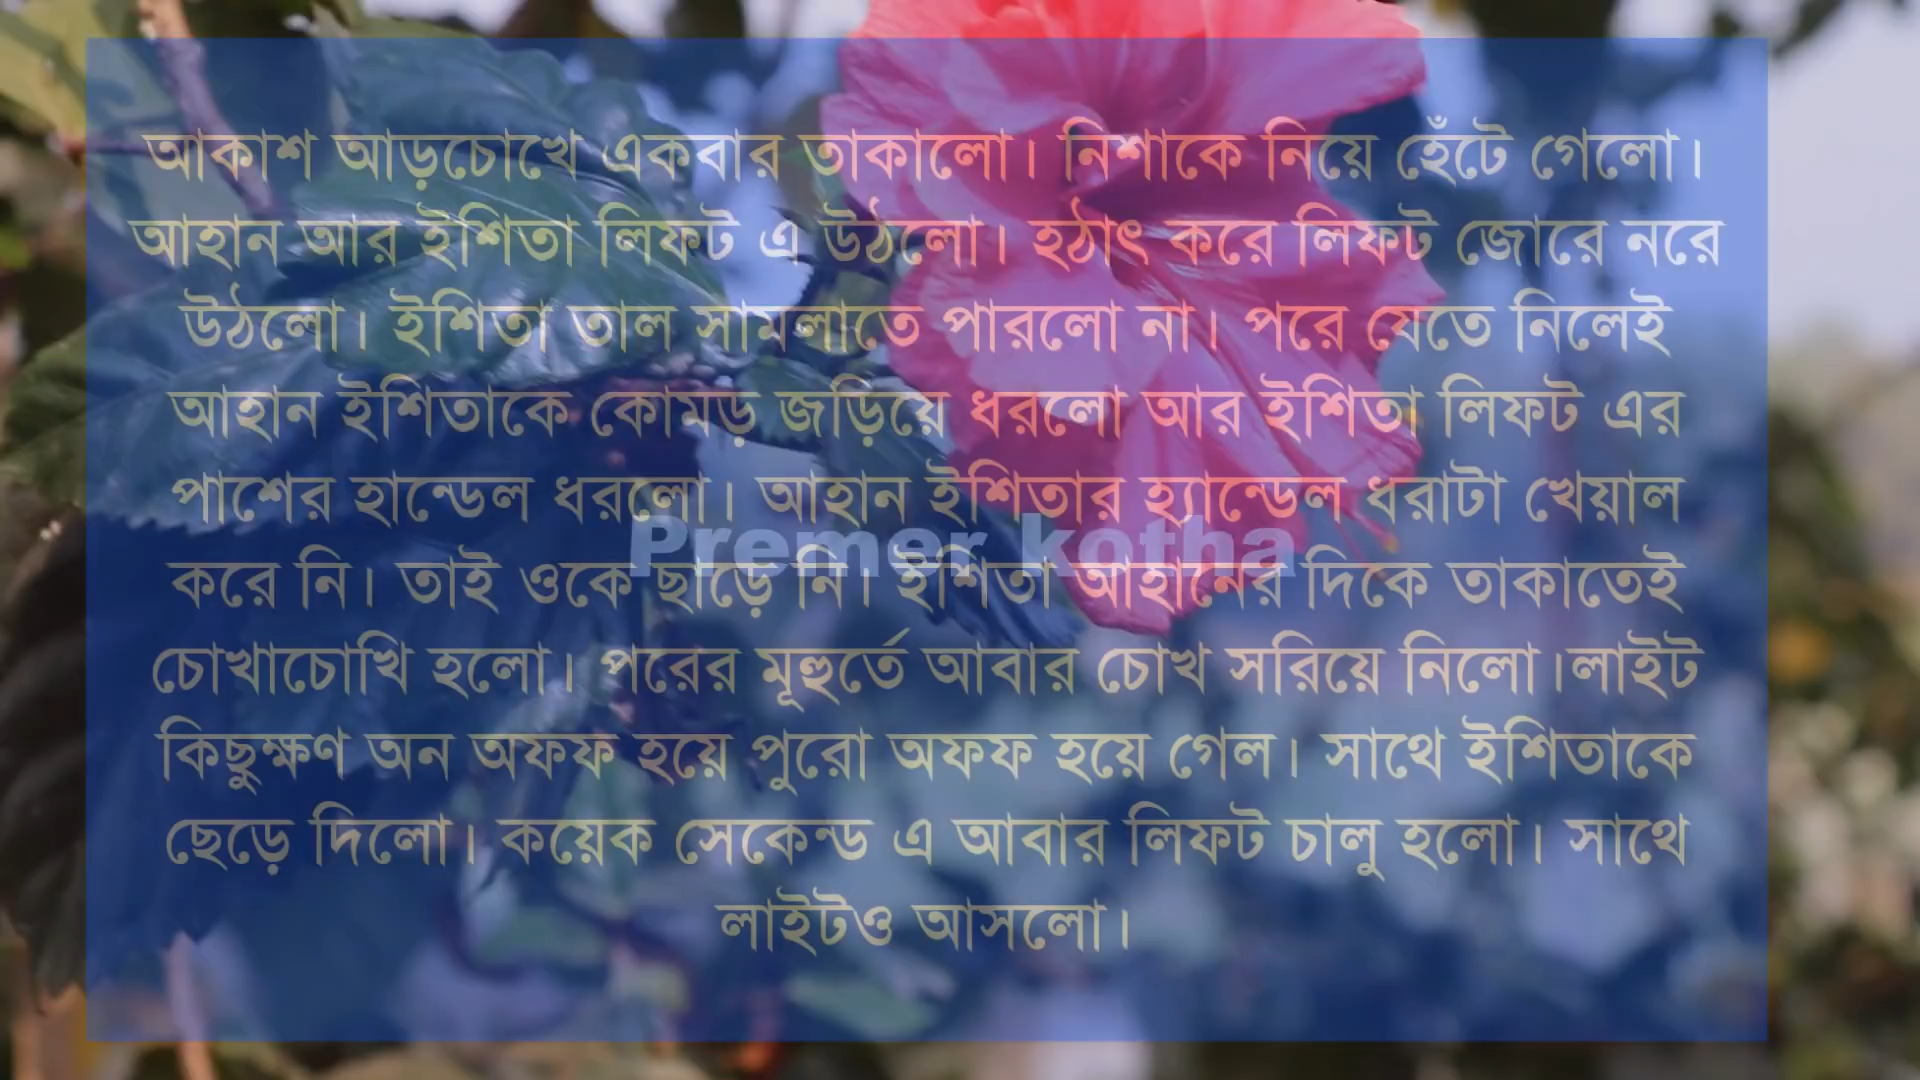 আকাশ আড়চোখে একবার তাকালো। নিশাকে নিয়ে হেঁটে গেলো।
আহান আর ইশিতা লিফট এ উঠলো। হঠাৎ করে লিফট জোরে নরে
উঠলো। ইশিতা তাল সামলাতে পারলো না। পরে যেতে নিলেই
আহান ইশিতাকে কোমড় জড়িয়ে ধরলো আর ইশিতা লিফট এর
পাশের হান্ডেল ধরলো। আহান ইশিতার হ্যান্ডেল ধরাটা খেয়াল
Premer kotha
করে নি। তাই ওকে ছাড়ে নি। ইশিতা আহানের দিকে তাকাতেই
চোখাচোখি হলো। পরের মূহুর্তে আবার চোখ সরিয়ে নিলো।লাইট
কিছুক্ষণ অন অফফ হয়ে পুরো অফফ হয়ে গেল। সাথে ইশিতাকে
ছেড়ে দিলো। কয়েক সেকেন্ড এ আবার লিফট চালু হলো। সাথে
লাইটও আসলো।